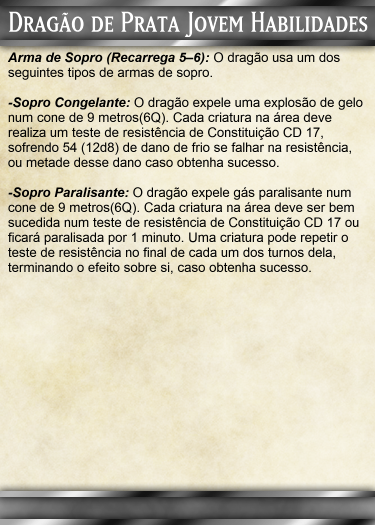 Dragão de Prata Jovem Habilidades
Arma de Sopro (Recarrega 5–6): O dragão usa um dos
seguintes tipos de armas de sopro.
-Sopro Congelante: O dragão expele uma explosão de gelo
num cone de 9 metros(6Q). Cada criatura na área deve
realiza um teste de resistência de Constituição CD 17,
sofrendo 54 (12d8) de dano de frio se falhar na resistência,
ou metade desse dano caso obtenha sucesso.
-Sopro Paralisante: O dragão expele gás paralisante num
cone de 9 metros(6Q). Cada criatura na área deve ser bem
sucedida num teste de resistência de Constituição CD 17 ou
ficará paralisada por 1 minuto. Uma criatura pode repetir o
teste de resistência no final de cada um dos turnos dela,
terminando o efeito sobre si, caso obtenha sucesso.